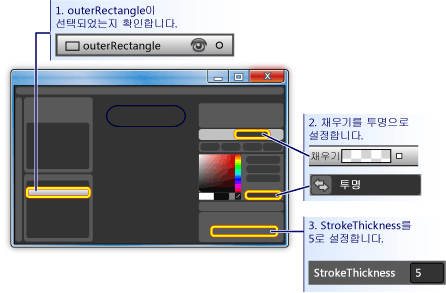 1. outerRectangle이
선택되었는지 확인합니다.
outerRectangle
2. 채우기를 투명으로
설정합니다.
채우기
투명
3. StrokeThickness를
5로 설정합니다.
StrokeThickness 5